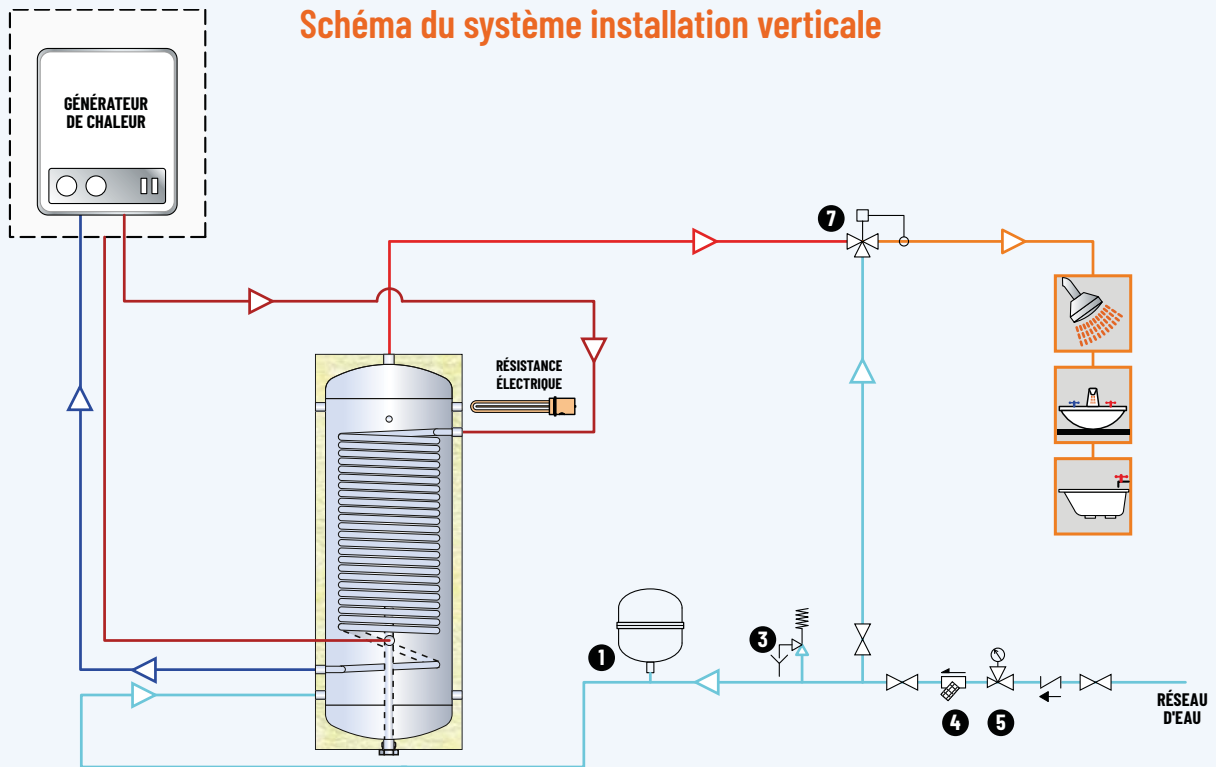 Schéma du système installation verticale
GÉNÉRATEUR
DE CHALEUR
7
RÉSISTANCE
ÉLECTRIQUE
3
1
RÉSEAU
D'EAU
4
5